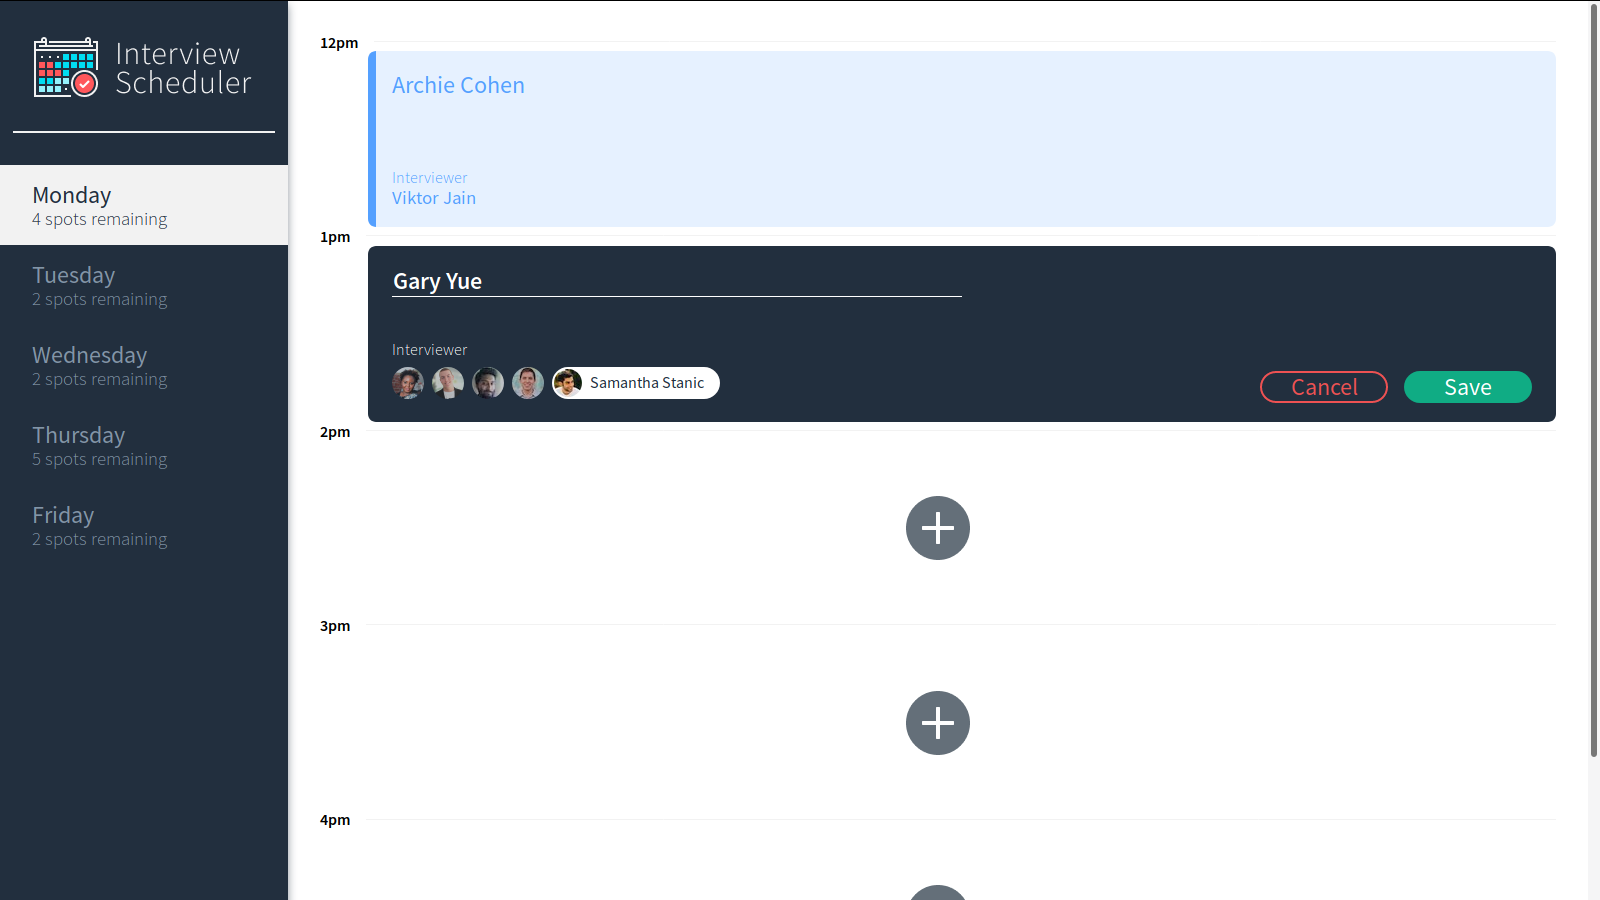 Interview
Scheduler
Monday
4 spots remaining
Tuesday
2 spots remaining
Wednesday
2 spots remaining
Thursday
5 spots remaining
Friday
2 spots remaining
12pm
Archie Cohen
Interviewer
Viktor Jain
1pm
Gary Yue
Interviewer
Samantha Stanic
Cancel
Save
2pm
3pm
4pm